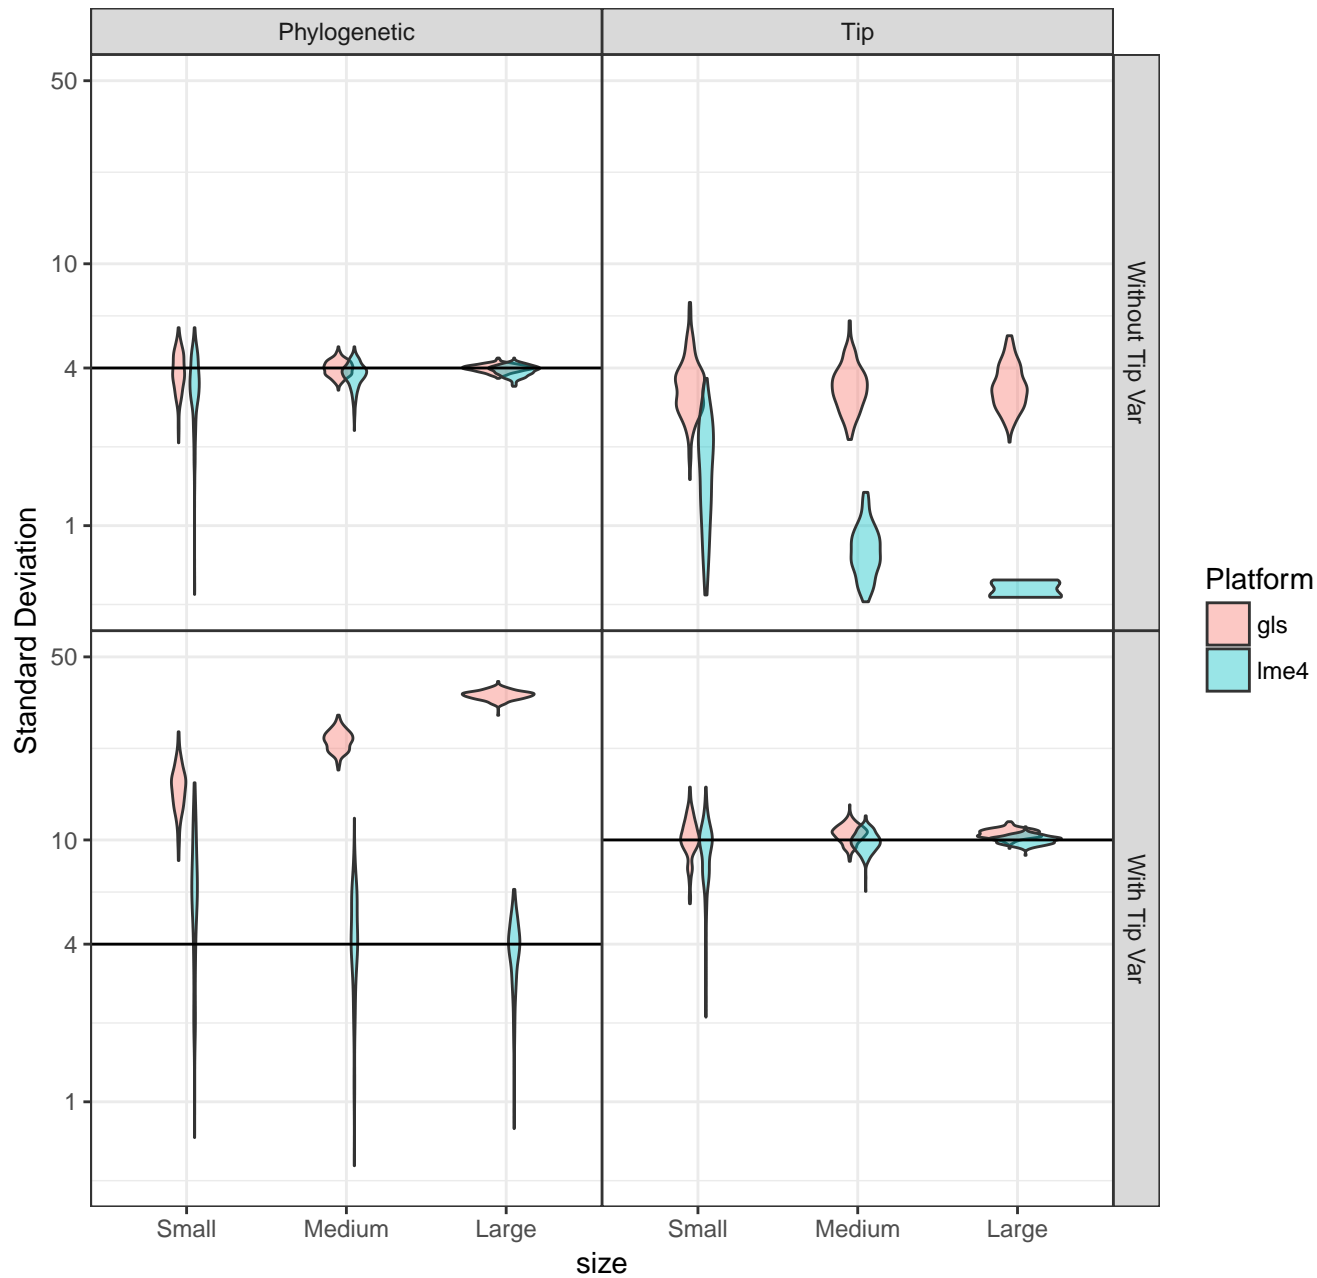 Phylogenetic
Tip
50
10
4
1
Without Tip Var
50
10
4
1
With Tip Var
Standard Deviation
Small
Medium
Large
Small
Medium
Large
size
Platform
gls
lme4